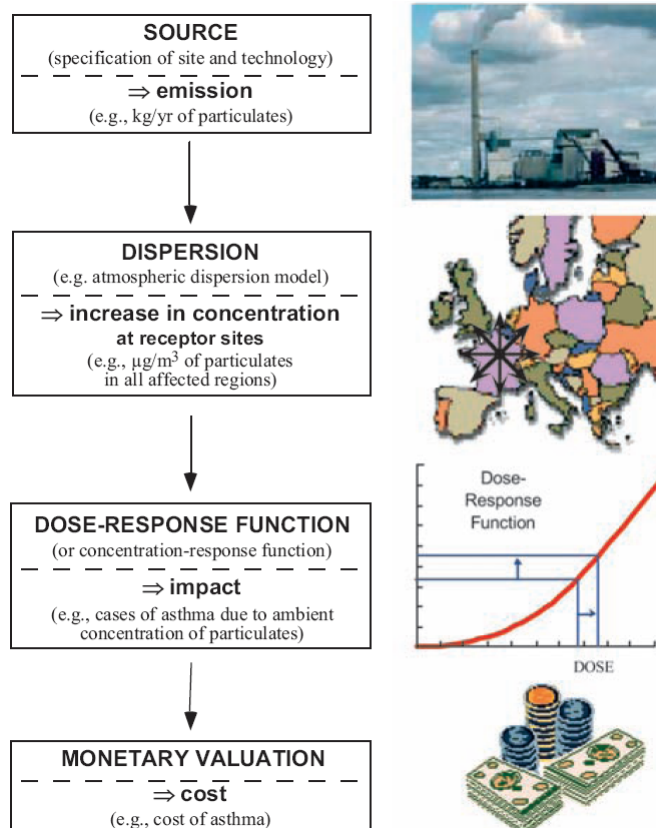 SOURCE
(specification of site and technology)
⇒ emission
(e.g., kg/yr of particulates)
DISPERSION
(e.g. atmospheric dispersion model)
⇒ increase in concentration
at receptor sites
(e.g., μg/m³ of particulates
in all affected regions)
DOSE-RESPONSE FUNCTION
(or concentration-response function)
⇒ impact
(e.g., cases of asthma due to ambient
concentration of particulates)
MONETARY VALUATION
⇒ cost
(e.g., cost of asthma)
Dose-
Response
Function
DOSE